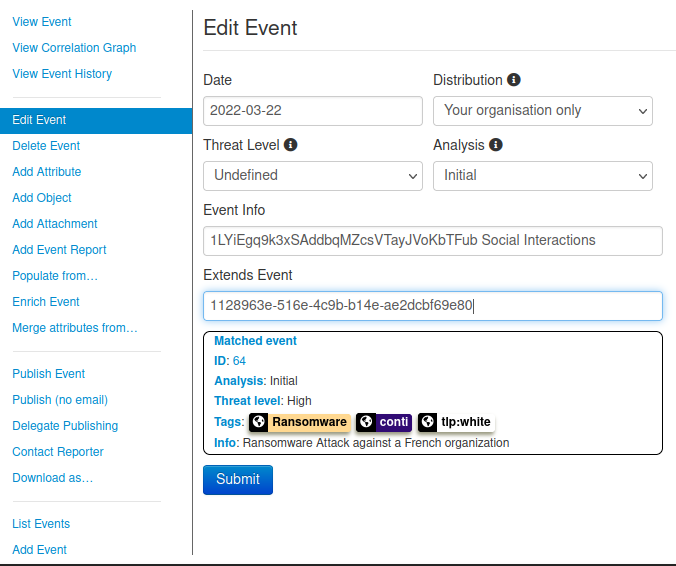 View Event
View Correlation Graph
View Event History
Edit Event
Delete Event
Add Attribute
Add Object
Add Attachment
Add Event Report
Populate from...
Enrich Event
Merge attributes from...
Publish Event
Publish (no email)
Delegate Publishing
Contact Reporter
Download as...
List Events
Add Event
Edit Event
Date
Distribution
2022-03-22
Your organisation only
Threat Level
Analysis
Undefined
Initial
Event Info
1LYiEgq9k3xSAddbqMZcsVTayJVoKbTFub Social Interactions
Extends Event
1128963e-516e-4c9b-b14e-ae2dcbf69e80
Matched event
ID: 64
Analysis: Initial
Threat level: High
Tags: Ransomware conti tlp:white
Info: Ransomware Attack against a French organization
Submit